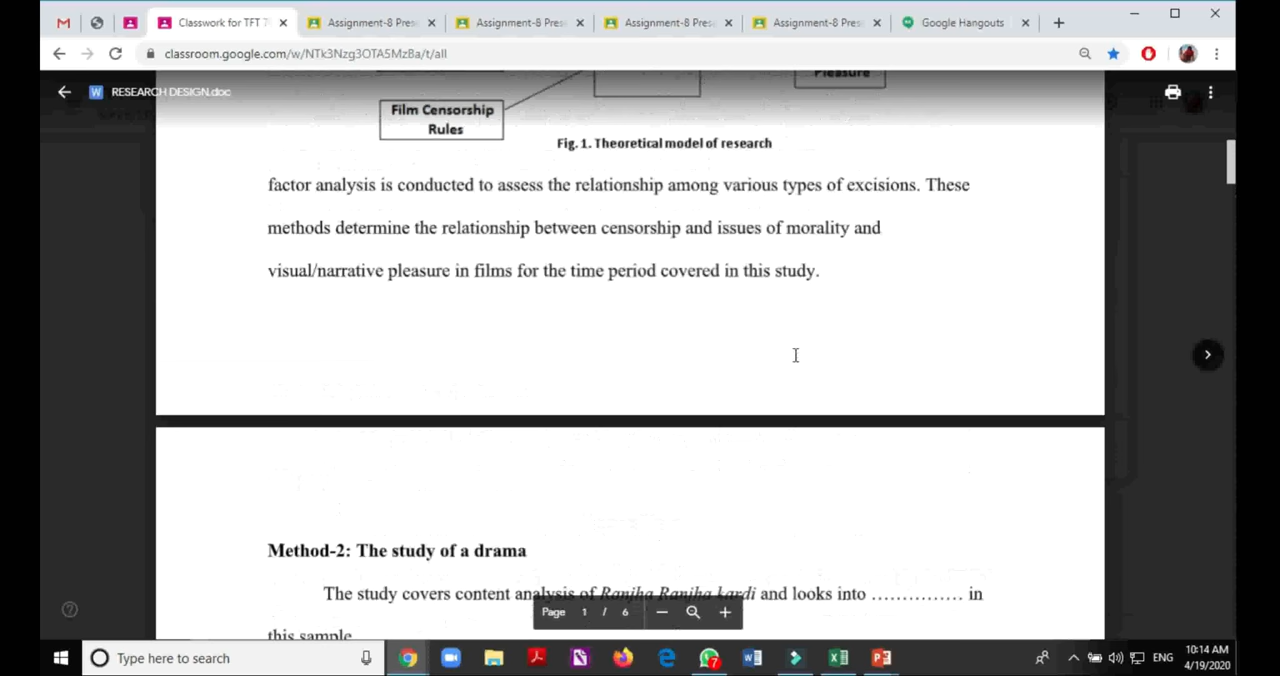 Classwork for TFT 7
Assignment-8 Pres
Assignment-8 Pres
Assignment-8 Pres
Assignment-8 Pres
Google Hangouts
classroom.google.com/w/NTk3Nzg3OTA5MzBa/t/all
RESEARCH DESIGN.doc
Pleasure
Film Censorship
Rules
Fig. 1. Theoretical model of research
factor analysis is conducted to assess the relationship among various types of excisions. These
methods determine the relationship between censorship and issues of morality and
visual/narrative pleasure in films for the time period covered in this study.
Method-2: The study of a drama
The study covers content analysis of Ranjha Ranjha kardi and looks into …………… in
this sample
Page 1 / 6
Type here to search
7
ENG
10:14 AM
4/19/2020